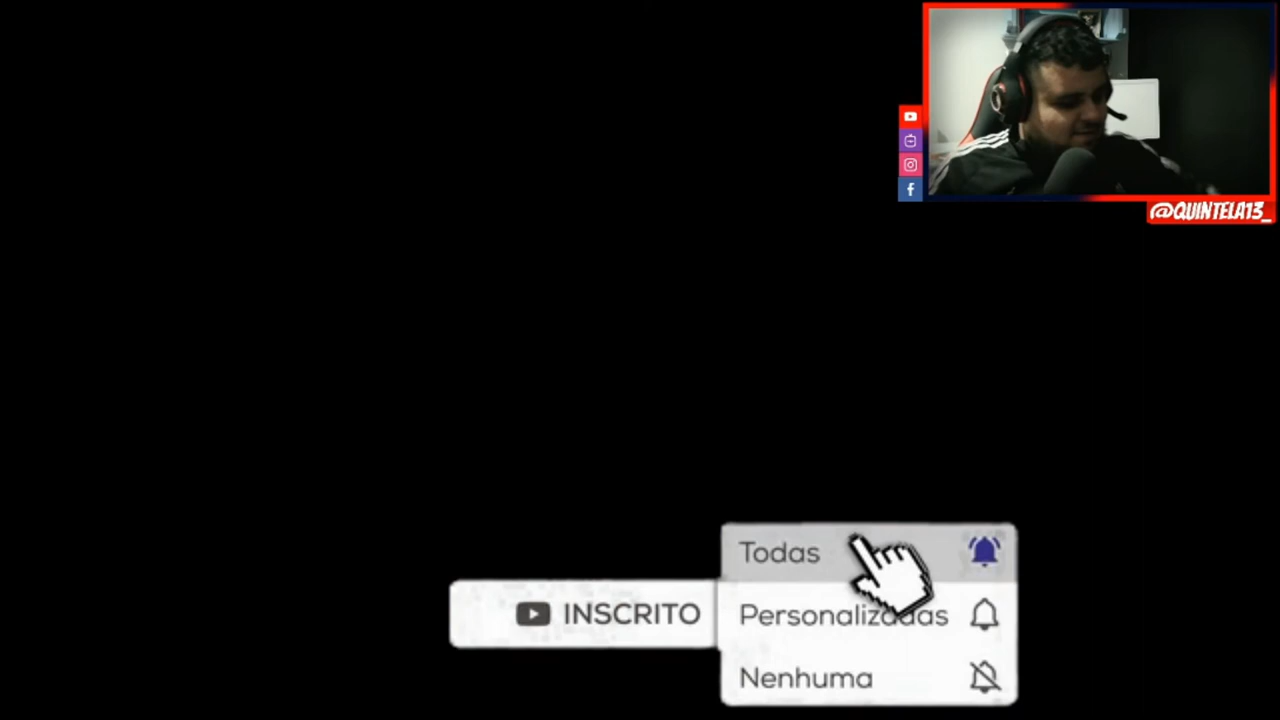 @QUINTELA13_
Todas
INSCRITO
Personalizadas
Nenhuma